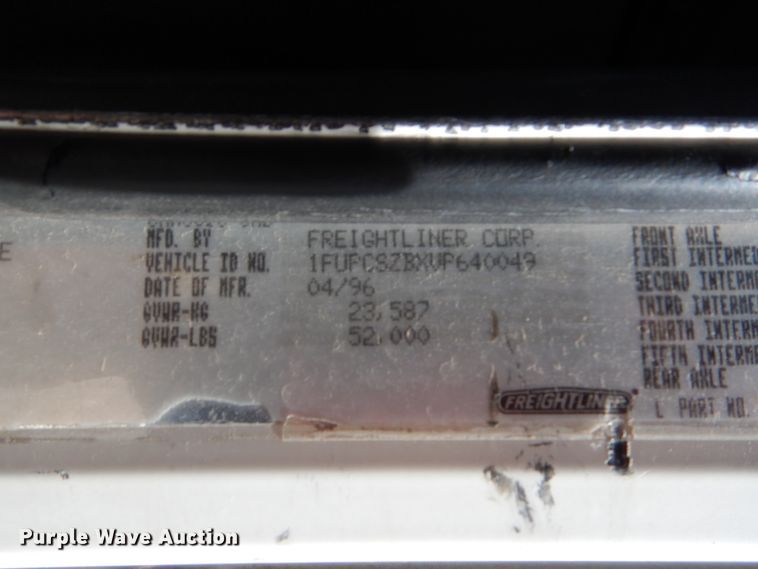 E
MFD. BY FREIGHTLINER CORP.
VEHICLE ID NO. 1FUPCSZBXVP640049
DATE OF MFR. 04/96
GVWR-KG 23,587
GVWR-LBS 52,000
FRONT AXLE
FIRST INTERMED
SECOND INTERME
THIRD INTERMED
FOURTH INTERM
FIFTH INTERME
REAR AXLE
L PART NO.
FREIGHTLINER
Purple Wave Auction